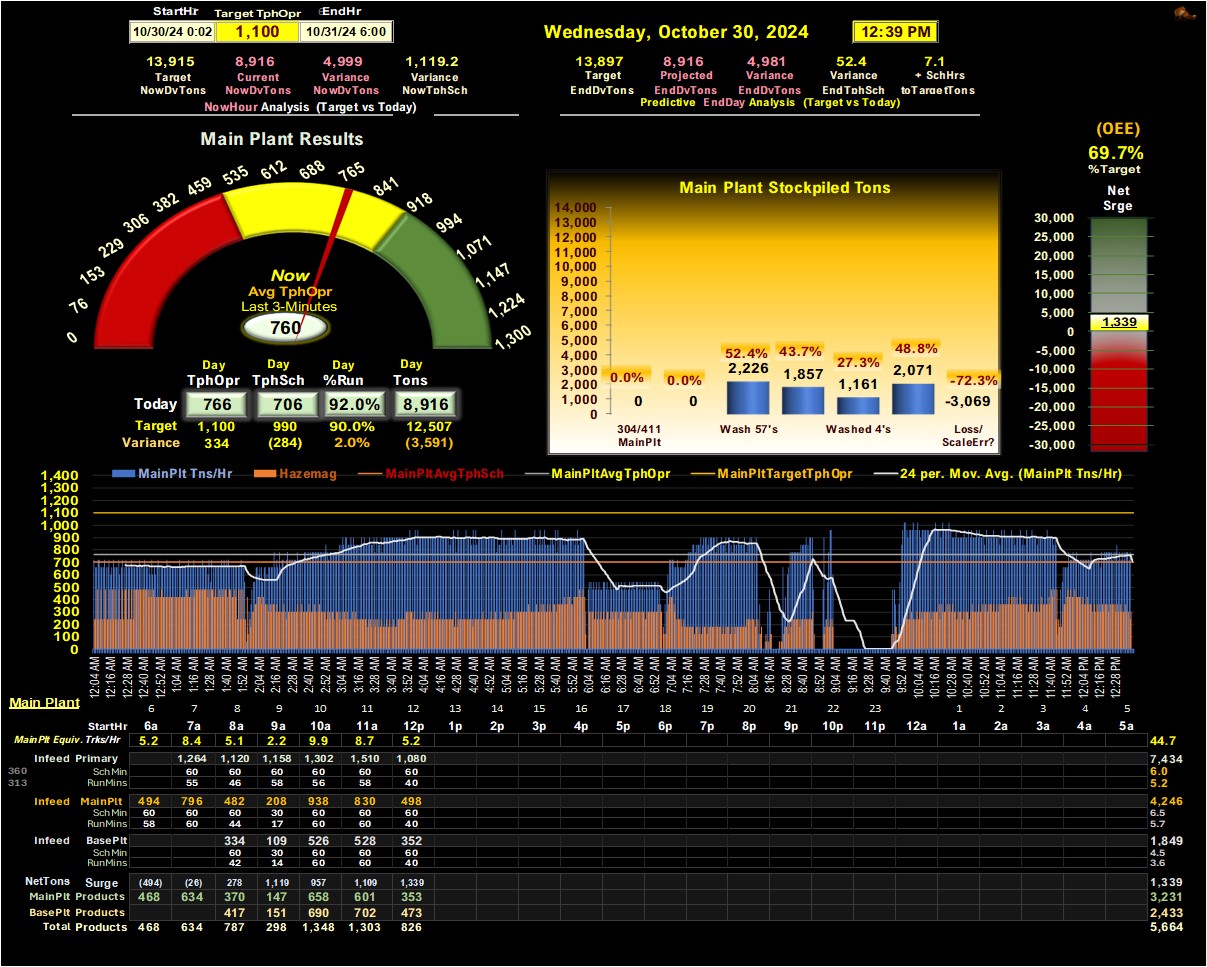 StartHr Target TphOpr EndHr
10/30/24 0:02 1,100 10/31/24 6:00
Wednesday, October 30, 2024 12:39 PM
13,915 8,916 4,999 1,119.2
Target Current Variance Variance
NowDvTons NowDvTons NowDvTons NowTphSch
NowHour Analysis (Target vs Today)
13,897 8,916 4,981 52.4 7.1
Target Projected Variance Variance + SchHrs
EndDvTons EndDvTons EndDvTons EndTphSch toTargetTons
Predictive EndDay Analysis (Target vs Today)
(OEE)
69.7%
%Target
Net
Srge
30,000
25,000
20,000
15,000
10,000
5,000
1,339
0
-5,000
-10,000
-15,000
-20,000
-25,000
-30,000
Main Plant Results
0 76 153 229 306 382 459 535 612 688 765 841 918 994 1,071 1,147 1,224 1,300
Now
Avg TphOpr
Last 3-Minutes
760
Day Day Day Day
TphOpr TphSch %Run Tons
Today 766 706 92.0% 8,916
Target 1,100 990 90.0% 12,507
Variance 334 (284) 2.0% (3,591)
Main Plant Stockpiled Tons
14,000
13,000
12,000
11,000
10,000
9,000
8,000
7,000
6,000
5,000
4,000
3,000
2,000
1,000
0
0.0% 0.0% 52.4% 43.7% 27.3% 48.8% -72.3%
0 0 2,226 1,857 1,161 2,071 -3,069
304/411 Wash 57's Washed 4's Loss/
MainPlt ScaleErr?
MainPlt Tns/Hr Hazemag MainPltAvgTphSch MainPltAvgTphOpr MainPltTargetTphOpr 24 per. Mov. Avg. (MainPlt Tns/Hr)
1,400
1,300
1,200
1,100
1,000
900
800
700
600
500
400
300
200
100
0
12:04 AM 12:16 AM 12:28 AM 12:40 AM 12:52 AM 1:04 AM 1:16 AM 1:28 AM 1:40 AM 1:52 AM 2:04 AM 2:16 AM 2:28 AM 2:40 AM 2:52 AM 3:04 AM 3:16 AM 3:28 AM 3:40 AM 3:52 AM 4:04 AM 4:16 AM 4:28 AM 4:40 AM 4:52 AM 5:04 AM 5:16 AM 5:28 AM 5:40 AM 5:52 AM 6:04 AM 6:16 AM 6:28 AM 6:40 AM 6:52 AM 7:04 AM 7:16 AM 7:28 AM 7:40 AM 7:52 AM 8:04 AM 8:16 AM 8:28 AM 8:40 AM 8:52 AM 9:04 AM 9:16 AM 9:28 AM 9:40 AM 9:52 AM 10:04 AM 10:16 AM 10:28 AM 10:40 AM 10:52 AM 11:04 AM 11:16 AM 11:28 AM 11:40 AM 11:52 AM 12:04 PM 12:16 PM 12:28 PM
Main Plant 6 7 8 9 10 11 12 13 14 15 16 17 18 19 20 21 22 23 1 2 3 4 5
StartHr 6a 7a 8a 9a 10a 11a 12p 1p 2p 3p 4p 5p 6p 7p 8p 9p 10p 11p 12a 1a 2a 3a 4a 5a
MainPlt Equiv. Trks/Hr 5.2 8.4 5.1 2.2 9.9 8.7 5.2 44.7
Infeed Primary 1,264 1,120 1,158 1,302 1,510 1,080 7,434
360 SchMin 60 60 60 60 60 60 6.0
313 RunMins 55 46 58 56 58 40 5.2
Infeed MainPlt 494 796 482 208 938 830 498 4,246
SchMin 60 60 60 30 60 60 60 6.5
RunMins 58 60 44 17 60 60 40 5.7
Infeed BasePlt 334 109 526 528 352 1,849
SchMin 60 30 60 60 60 4.5
RunMins 42 14 60 60 40 3.6
NetTons Surge (494) (26) 278 1,119 957 1,109 1,339 1,339
MainPlt Products 468 634 370 147 658 601 353 3,231
BasePlt Products 417 151 690 702 473 2,433
Total Products 468 634 787 298 1,348 1,303 826 5,664